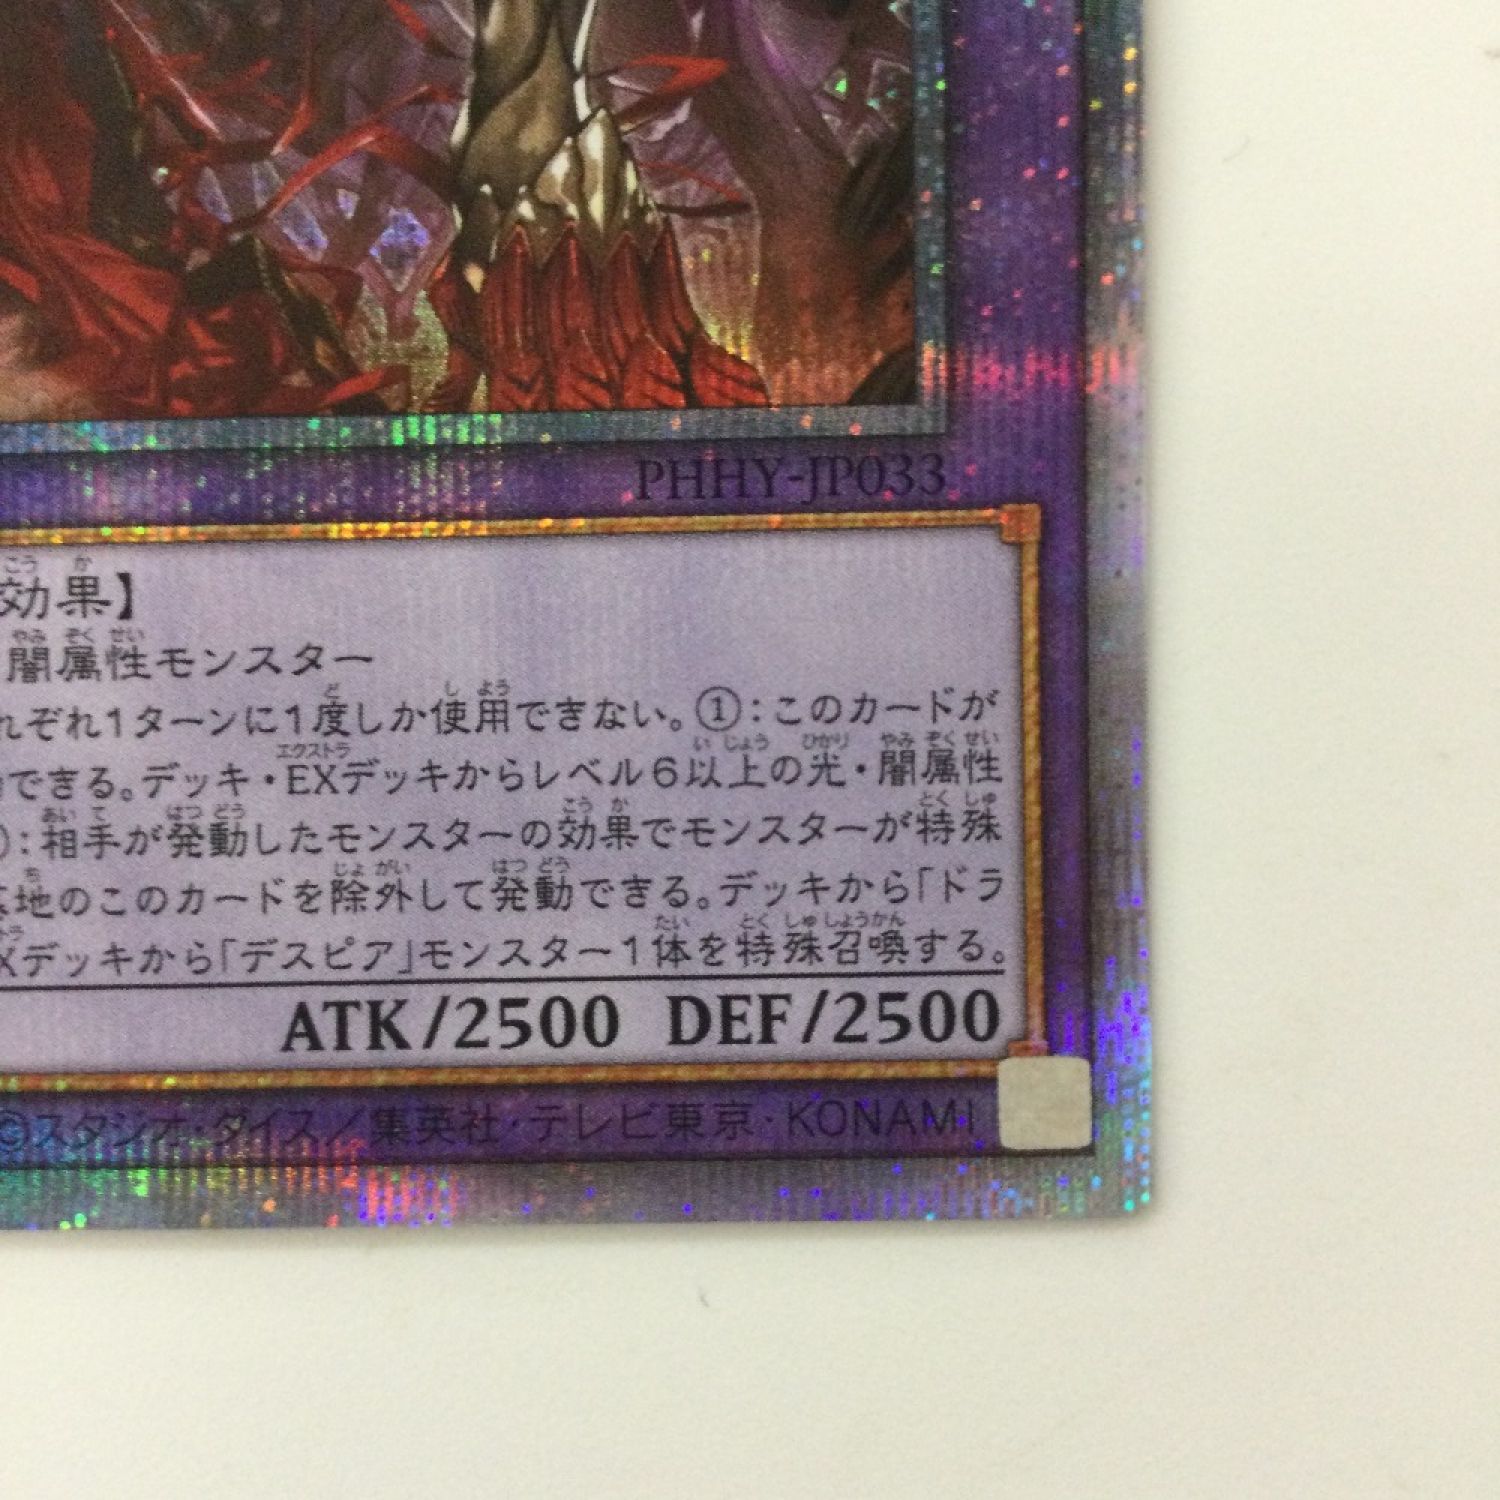 PHHY-JP033
効果】
闇属性モンスター
れぞれ1ターンに1度しか使用できない。①：このカードが
できる。デッキ・EXデッキからレベル6以上の光・闇属性
：相手が発動したモンスターの効果でモンスターが特殊
墓地のこのカードを除外して発動できる。デッキから「ドラ
Xデッキから「デスピア」モンスター1体を特殊召喚する。
ATK/2500 DEF/2500
©スタジオ・ダイス／集英社・テレビ東京・KONAMI